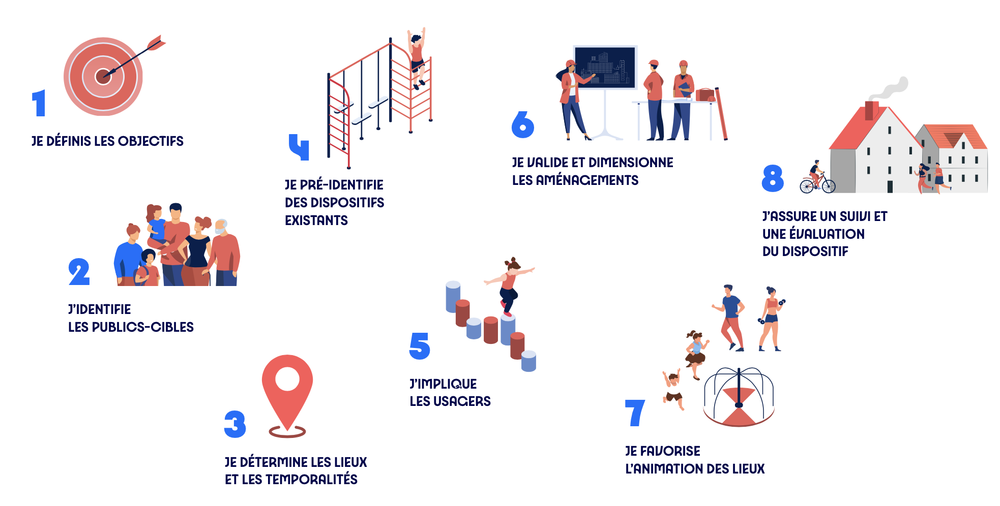 1
JE DÉFINIS LES OBJECTIFS
2
J'IDENTIFIE
LES PUBLICS-CIBLES
3
JE DÉTERMINE LES LIEUX
ET LES TEMPORALITÉS
4
JE PRÉ-IDENTIFIE
DES DISPOSITIFS
EXISTANTS
5
J'IMPLIQUE
LES USAGERS
6
JE VALIDE ET DIMENSIONNE
LES AMÉNAGEMENTS
7
JE FAVORISE
L'ANIMATION DES LIEUX
8
J'ASSURE UN SUIVI ET
UNE ÉVALUATION
DU DISPOSITIF